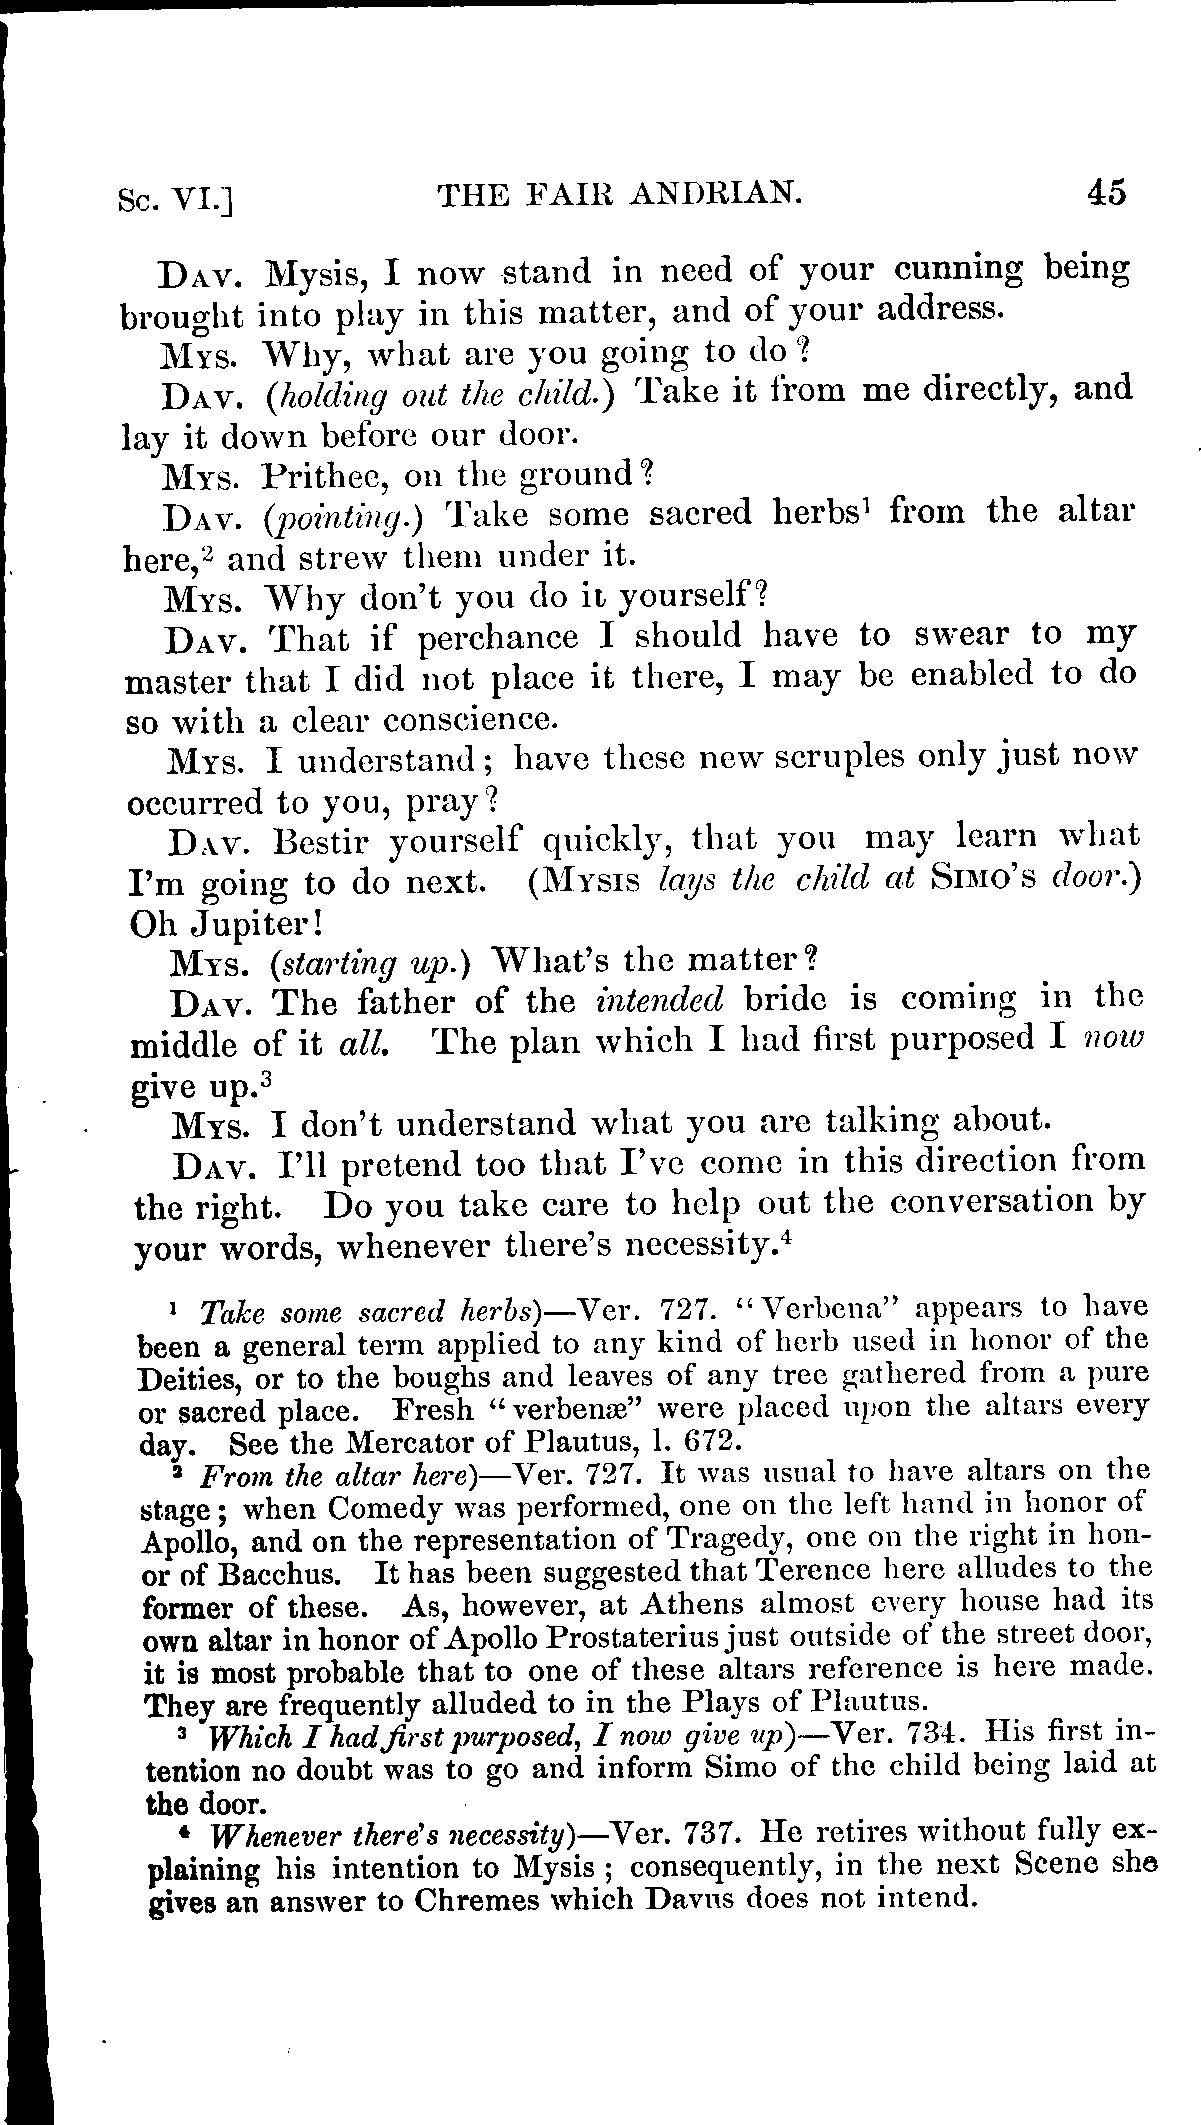 Sc. VI.] THE FAIR ANDRIAN. 45
DAV. Mysis, I now stand in need of your cunning being
brought into play in this matter, and of your address.
MYS. Why, what are you going to do?
DAV. (holding out the child.) Take it from me directly, and
lay it down before our door.
MYS. Prithee, on the ground?
DAV. (pointing.) Take some sacred herbs¹ from the altar
here,² and strew them under it.
MYS. Why don't you do it yourself?
DAV. That if perchance I should have to swear to my
master that I did not place it there, I may be enabled to do
so with a clear conscience.
MYS. I understand; have these new scruples only just now
occurred to you, pray?
DAV. Bestir yourself quickly, that you may learn what
I'm going to do next. (MYSIS lays the child at SIMO'S door.)
Oh Jupiter!
MYS. (starting up.) What's the matter?
DAV. The father of the intended bride is coming in the
middle of it all. The plan which I had first purposed I now
give up.³
MYS. I don't understand what you are talking about.
DAV. I'll pretend too that I've come in this direction from
the right. Do you take care to help out the conversation by
your words, whenever there's necessity.⁴
¹ Take some sacred herbs)—Ver. 727. "Verbena" appears to have
been a general term applied to any kind of herb used in honor of the
Deities, or to the boughs and leaves of any tree gathered from a pure
or sacred place. Fresh "verbenæ" were placed upon the altars every
day. See the Mercator of Plautus, l. 672.
² From the altar here)—Ver. 727. It was usual to have altars on the
stage; when Comedy was performed, one on the left hand in honor of
Apollo, and on the representation of Tragedy, one on the right in hon-
or of Bacchus. It has been suggested that Terence here alludes to the
former of these. As, however, at Athens almost every house had its
own altar in honor of Apollo Prostaterius just outside of the street door,
it is most probable that to one of these altars reference is here made.
They are frequently alluded to in the Plays of Plautus.
³ Which I had first purposed, I now give up)—Ver. 734. His first in-
tention no doubt was to go and inform Simo of the child being laid at
the door.
⁴ Whenever there's necessity)—Ver. 737. He retires without fully ex-
plaining his intention to Mysis; consequently, in the next Scene she
gives an answer to Chremes which Davus does not intend.